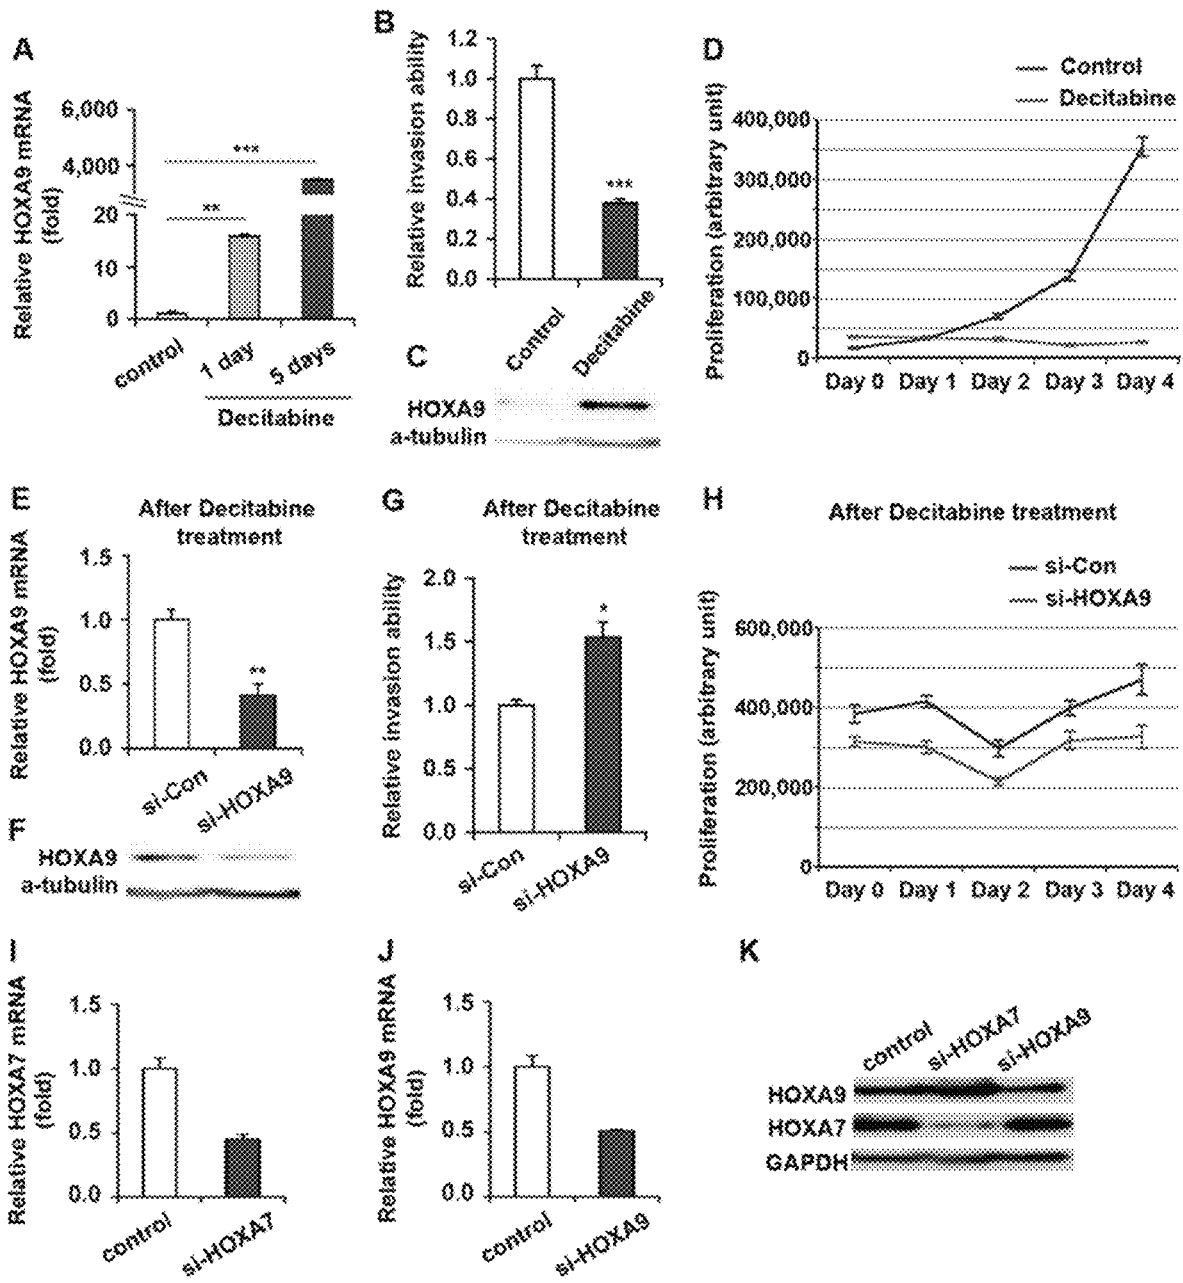 A
Relative HOXA9 mRNA
(fold)
6,000
4,000
20
10
0
***
**
control
1 day
5 days
Decitabine
B
Relative invasion ability
1.2
1.0
0.8
0.6
0.4
0.2
0.0
***
Control
Decitabine
C
HOXA9
a-tubulin
D
Control
Decitabine
Proliferation (arbitrary unit)
400,000
300,000
200,000
100,000
0
Day 0 Day 1 Day 2 Day 3 Day 4
E
After Decitabine
treatment
Relative HOXA9 mRNA
(fold)
1.5
1.0
0.5
0.0
**
si-Con
si-HOXA9
F
HOXA9
a-tubulin
G
After Decitabine
treatment
Relative invasion ability
2.0
1.5
1.0
0.5
0.0
*
si-Con
si-HOXA9
H
After Decitabine treatment
si-Con
si-HOXA9
Proliferation (arbitrary unit)
600,000
400,000
200,000
0
Day 0 Day 1 Day 2 Day 3 Day 4
I
Relative HOXA7 mRNA
(fold)
1.5
1.0
0.5
0.0
control
si-HOXA7
J
Relative HOXA9 mRNA
(fold)
1.5
1.0
0.5
0.0
control
si-HOXA9
K
control
si-HOXA7
si-HOXA9
HOXA9
HOXA7
GAPDH